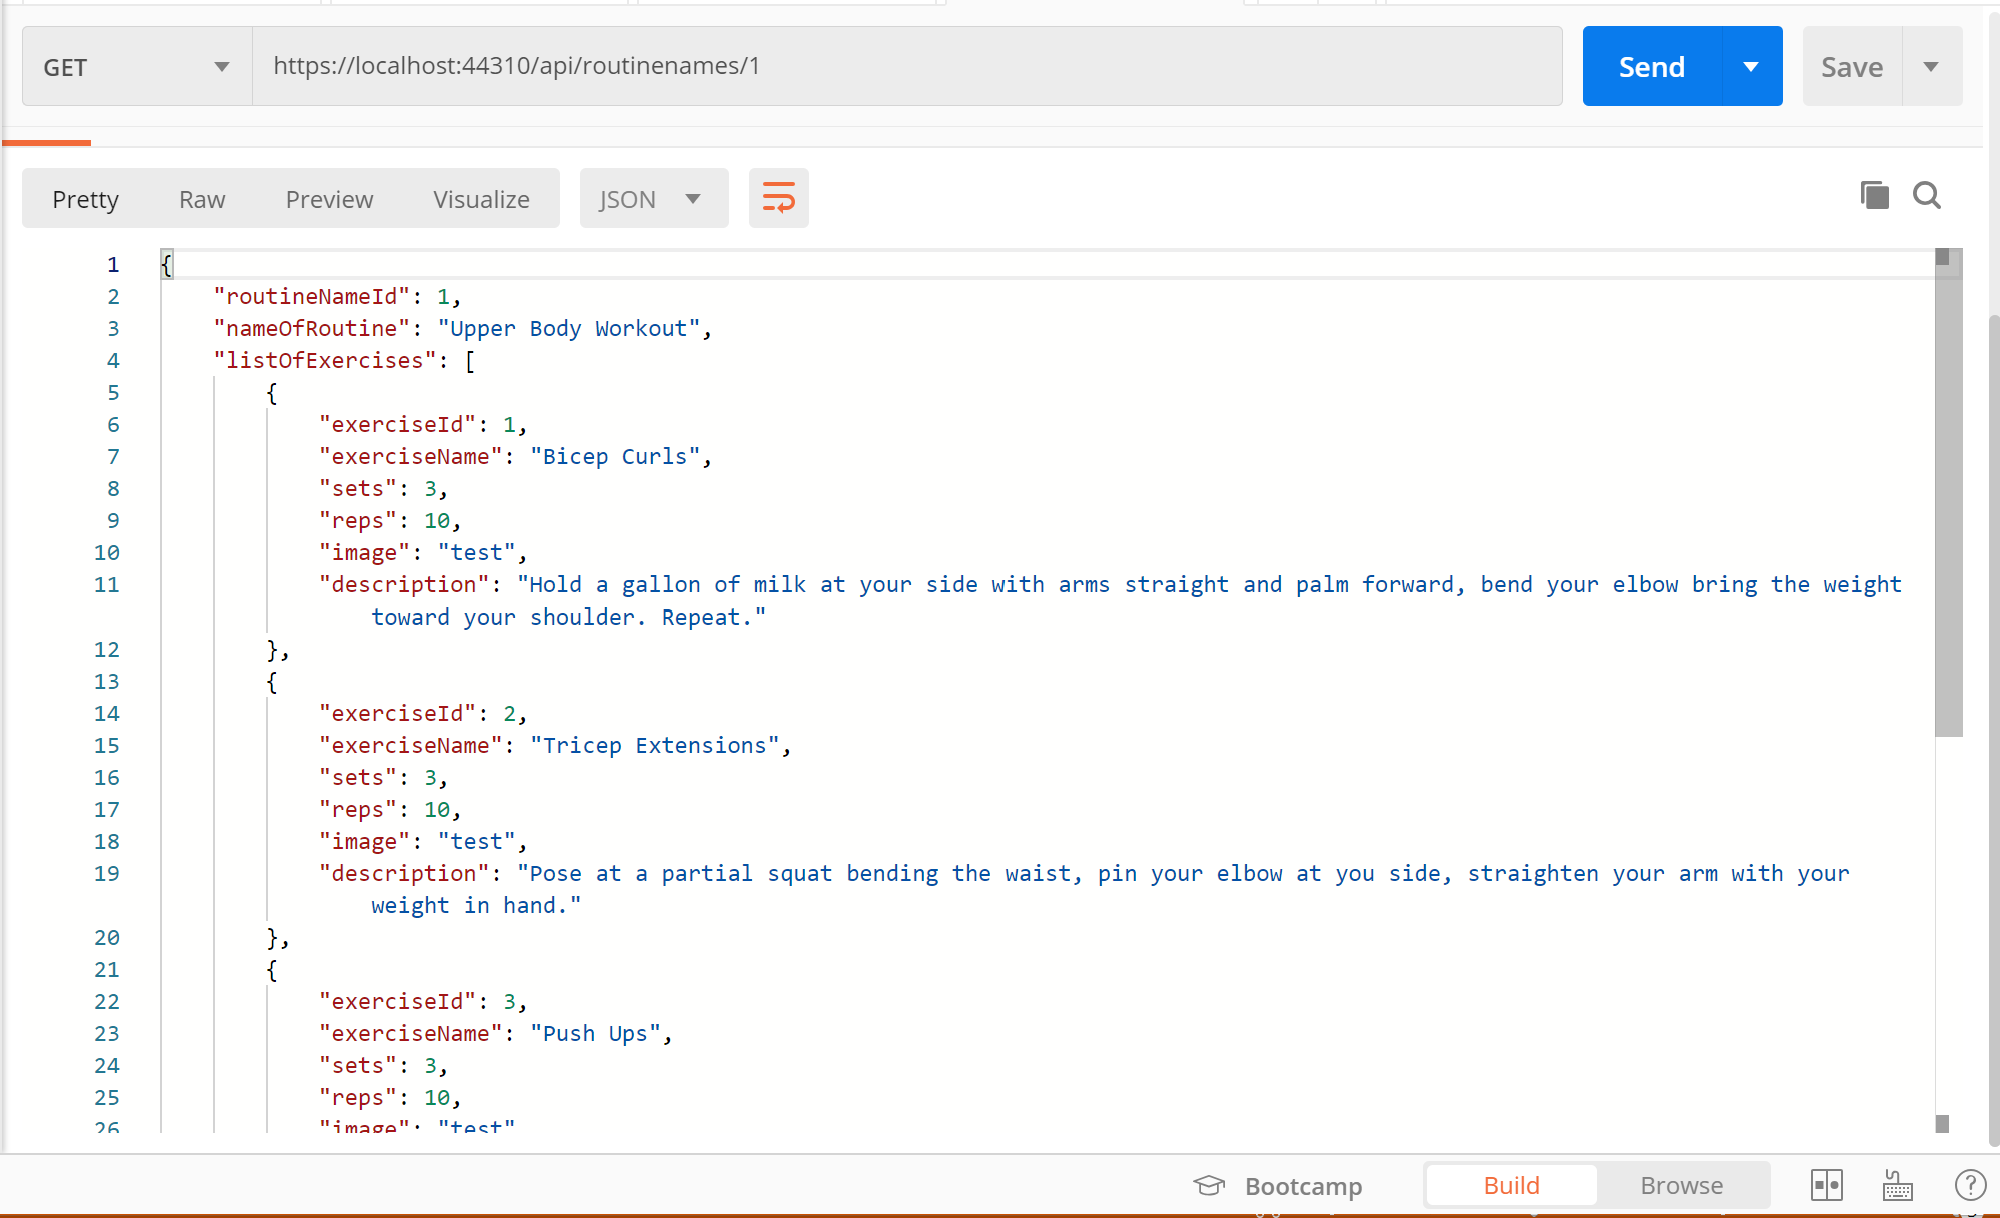 GET https://localhost:44310/api/routinenames/1 Send Save
Pretty Raw Preview Visualize JSON
1 {
2 "routineNameId": 1,
3 "nameOfRoutine": "Upper Body Workout",
4 "listOfExercises": [
5 {
6 "exerciseId": 1,
7 "exerciseName": "Bicep Curls",
8 "sets": 3,
9 "reps": 10,
10 "image": "test",
11 "description": "Hold a gallon of milk at your side with arms straight and palm forward, bend your elbow bring the weight
toward your shoulder. Repeat."
12 },
13 {
14 "exerciseId": 2,
15 "exerciseName": "Tricep Extensions",
16 "sets": 3,
17 "reps": 10,
18 "image": "test",
19 "description": "Pose at a partial squat bending the waist, pin your elbow at you side, straighten your arm with your
weight in hand."
20 },
21 {
22 "exerciseId": 3,
23 "exerciseName": "Push Ups",
24 "sets": 3,
25 "reps": 10,
26 "image": "test"
Bootcamp Build Browse